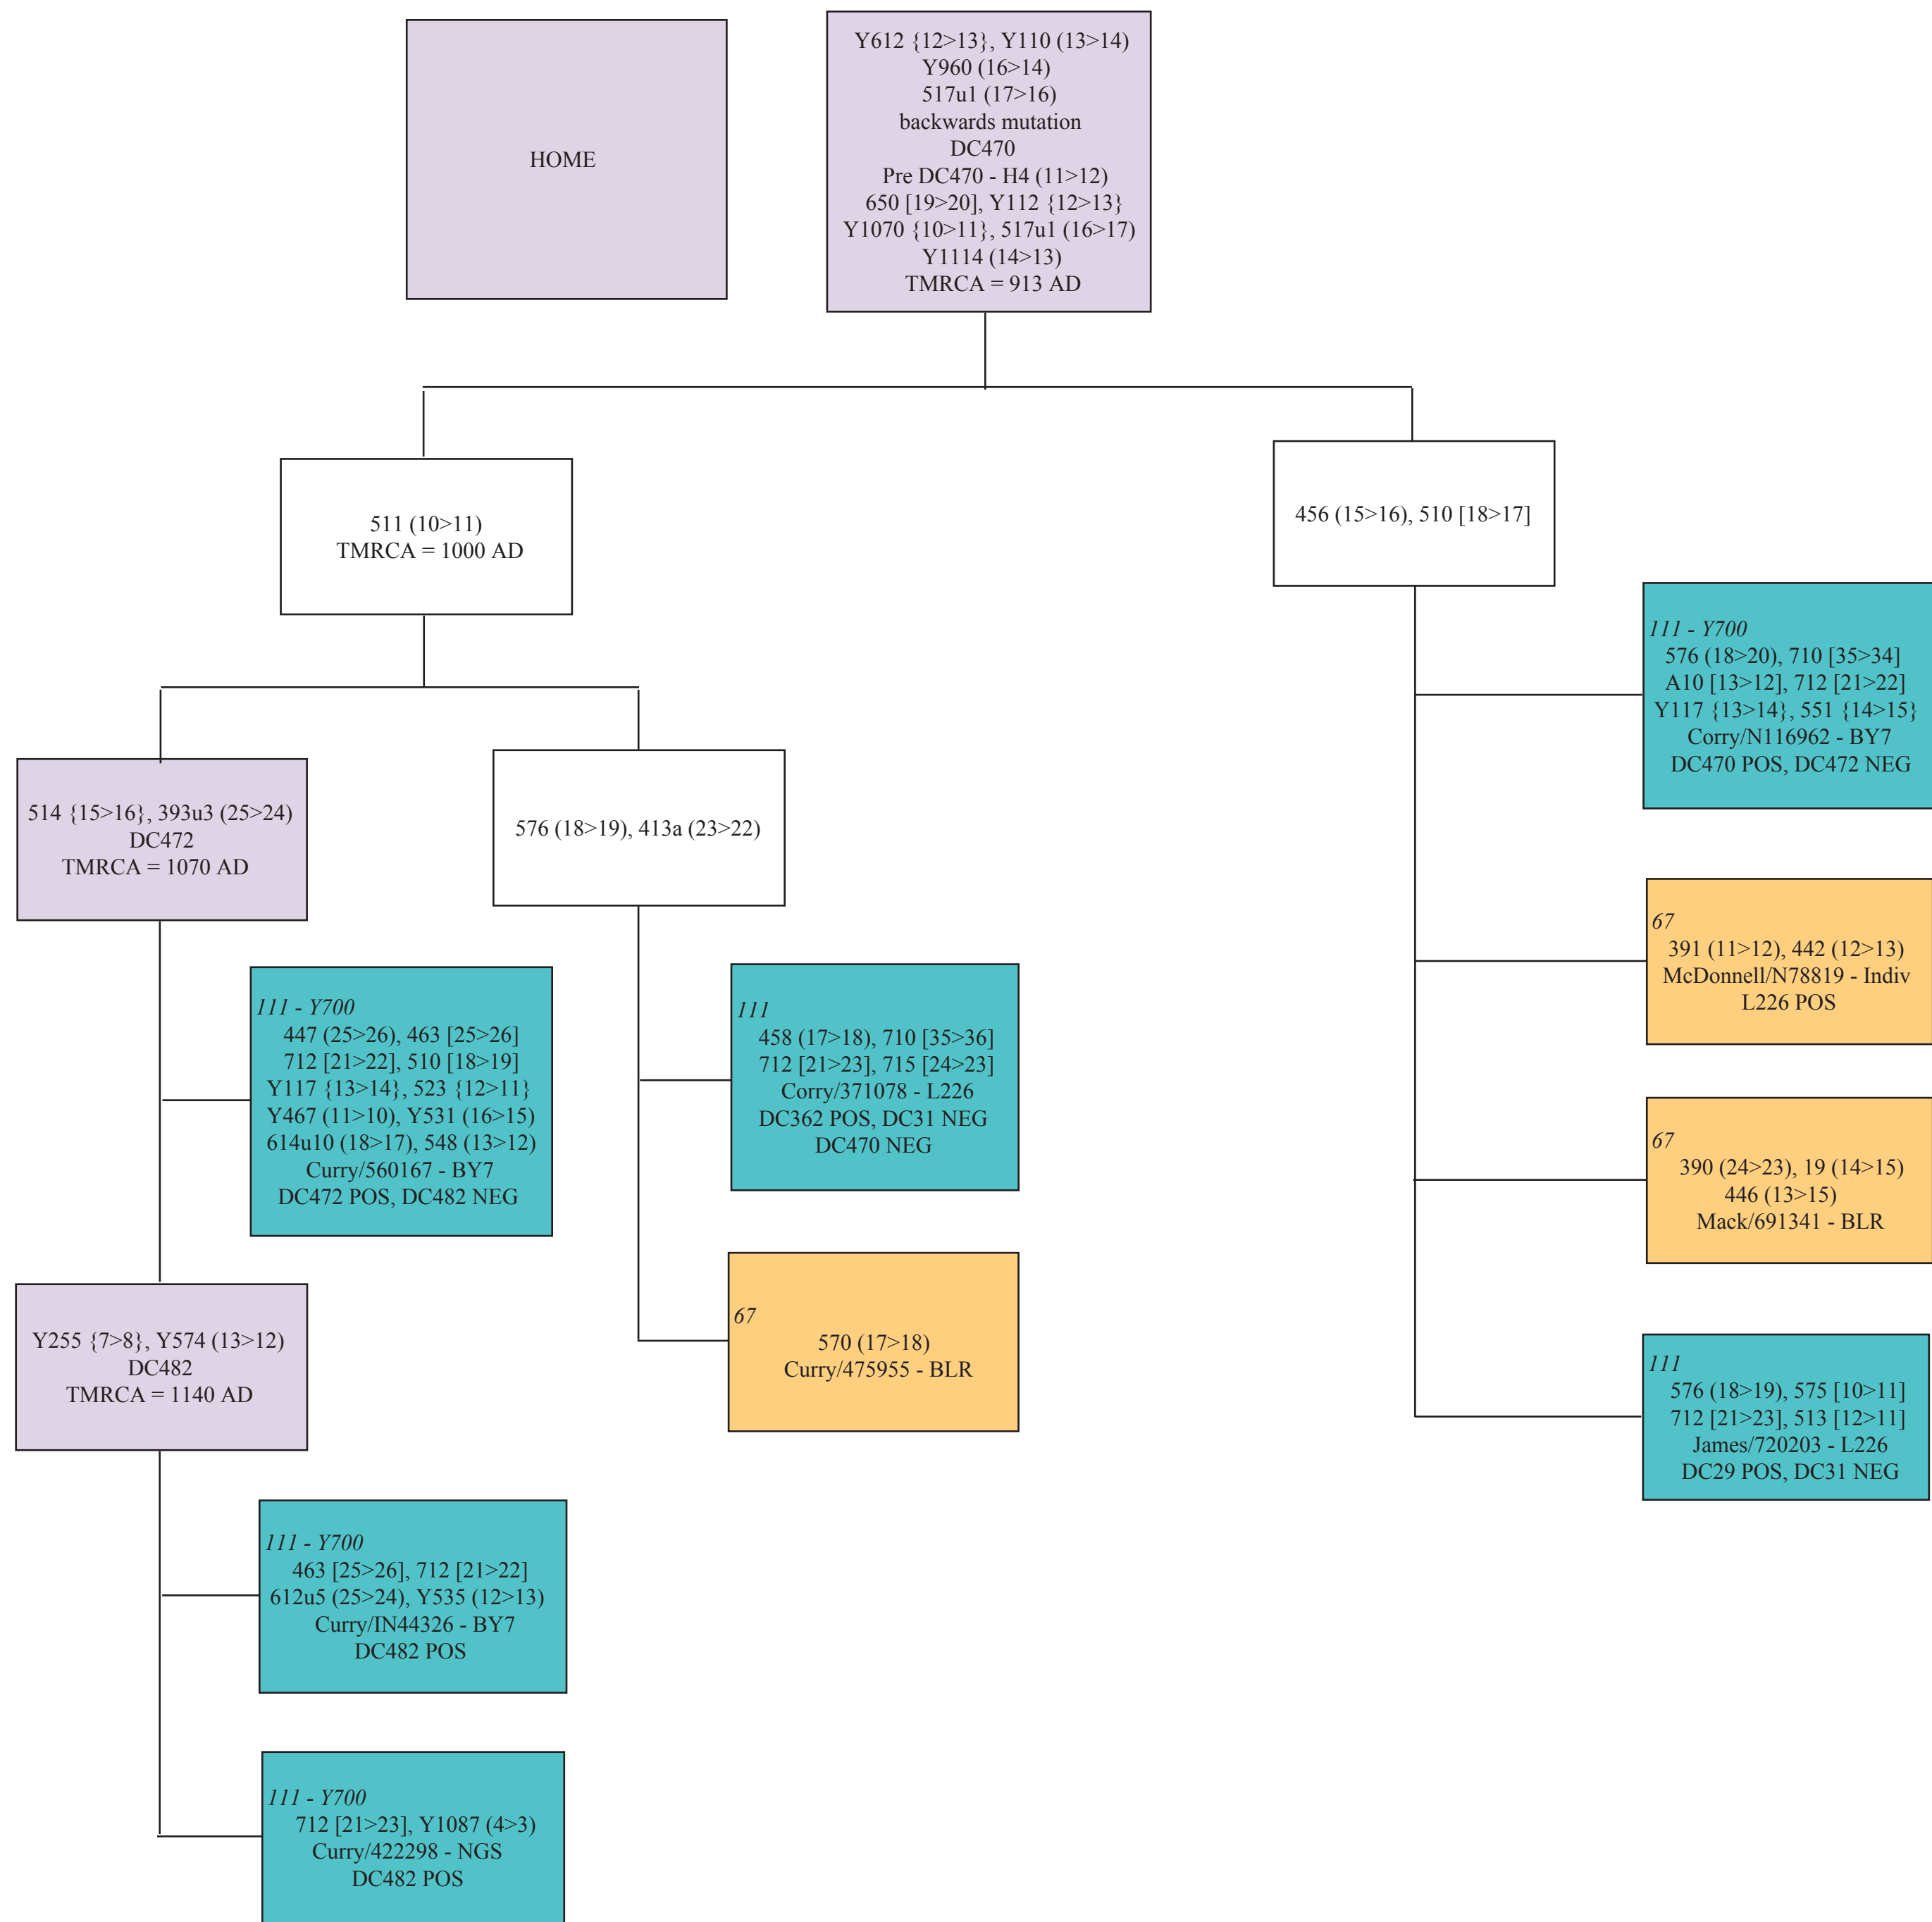 HOME
Y612 {12>13}, Y110 (13>14)
Y960 (16>14)
517u1 (17>16)
backwards mutation
DC470
Pre DC470 - H4 (11>12)
650 [19>20], Y112 {12>13}
Y1070 {10>11}, 517u1 (16>17)
Y1114 (14>13)
TMRCA = 913 AD
511 (10>11)
TMRCA = 1000 AD
456 (15>16), 510 [18>17]
514 {15>16}, 393u3 (25>24)
DC472
TMRCA = 1070 AD
576 (18>19), 413a (23>22)
111 - Y700
576 (18>20), 710 [35>34]
A10 [13>12], 712 [21>22]
Y117 {13>14}, 551 {14>15}
Corry/N116962 - BY7
DC470 POS, DC472 NEG
67
391 (11>12), 442 (12>13)
McDonnell/N78819 - Indiv
L226 POS
111 - Y700
447 (25>26), 463 [25>26]
712 [21>22], 510 [18>19]
Y117 {13>14}, 523 {12>11}
Y467 (11>10), Y531 (16>15)
614u10 (18>17), 548 (13>12)
Curry/560167 - BY7
DC472 POS, DC482 NEG
111
458 (17>18), 710 [35>36]
712 [21>23], 715 [24>23]
Corry/371078 - L226
DC362 POS, DC31 NEG
DC470 NEG
67
390 (24>23), 19 (14>15)
446 (13>15)
Mack/691341 - BLR
Y255 {7>8}, Y574 (13>12)
DC482
TMRCA = 1140 AD
67
570 (17>18)
Curry/475955 - BLR
111
576 (18>19), 575 [10>11]
712 [21>23], 513 [12>11]
James/720203 - L226
DC29 POS, DC31 NEG
111 - Y700
463 [25>26], 712 [21>22]
612u5 (25>24), Y535 (12>13)
Curry/IN44326 - BY7
DC482 POS
111 - Y700
712 [21>23], Y1087 (4>3)
Curry/422298 - NGS
DC482 POS